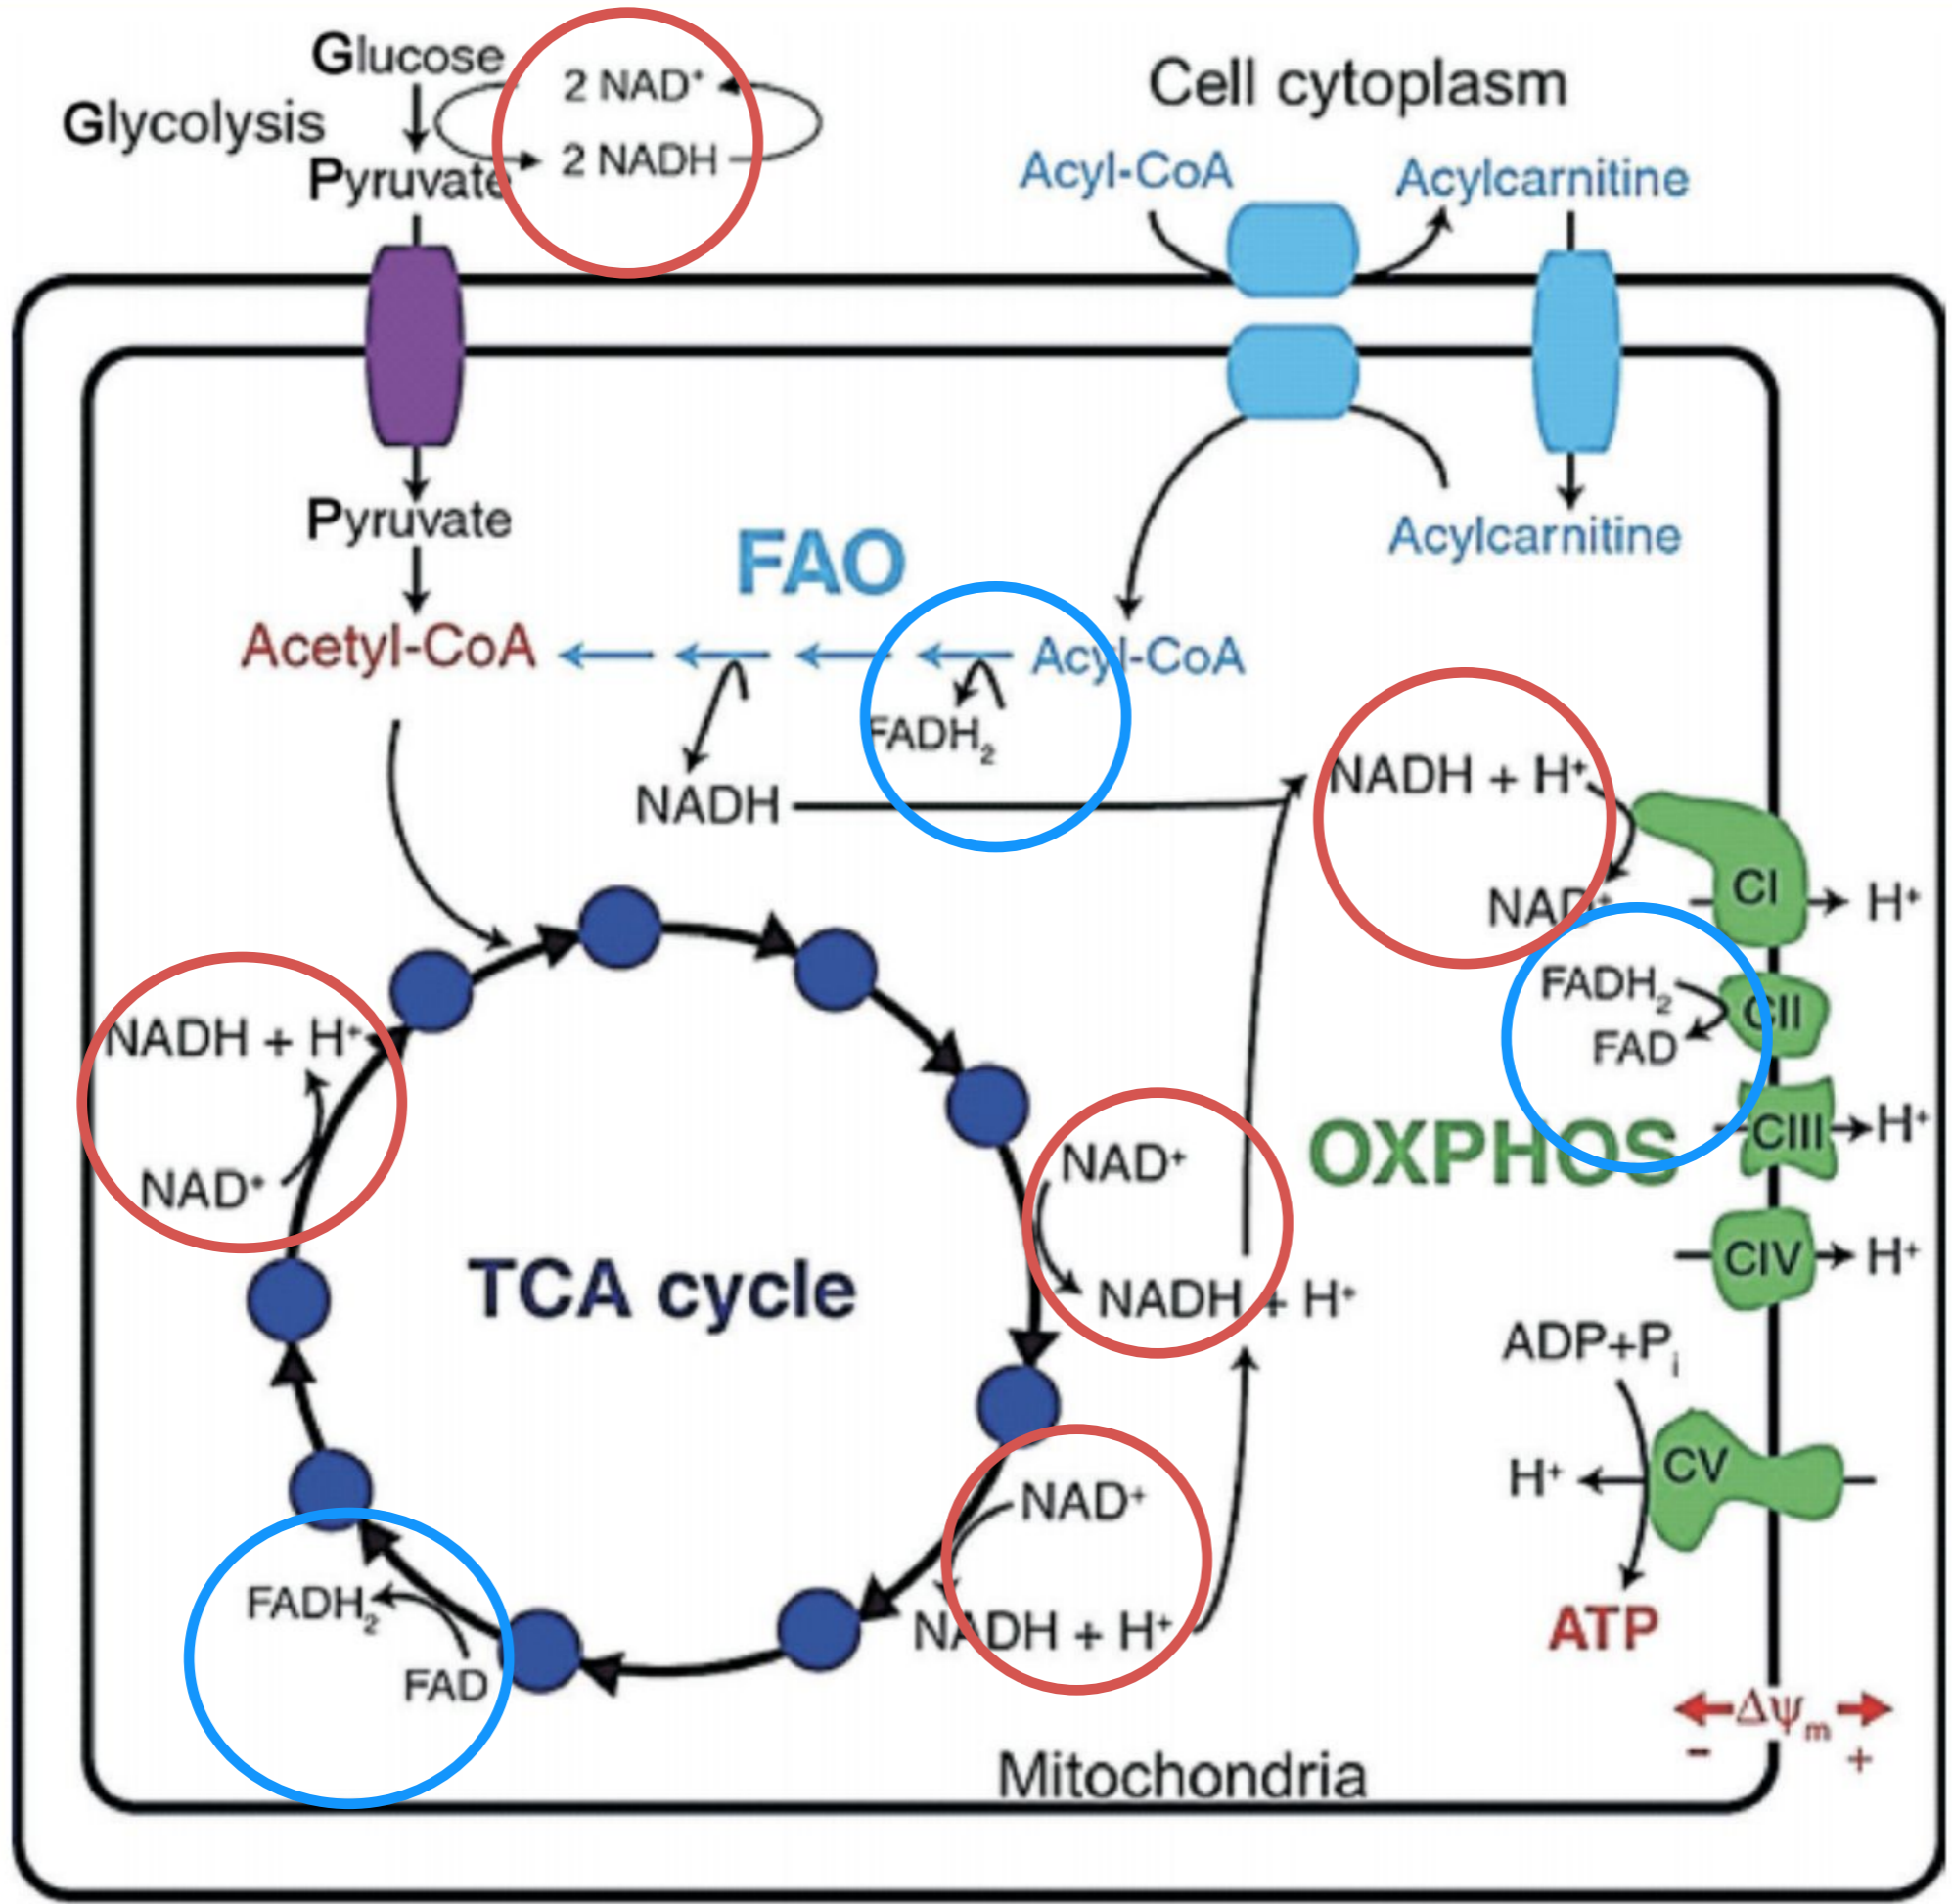 Glucose
2 NAD⁺
Glycolysis
2 NADH
Pyruvate
Cell cytoplasm
Acyl-CoA
Acylcarnitine
Pyruvate
FAO
Acylcarnitine
Acetyl-CoA
Acyl-CoA
FADH₂
NADH
NADH + H⁺
NAD⁺
CI
H⁺
FADH₂
FAD
CII
OXPHOS
CIII
H⁺
CIV
H⁺
NADH + H⁺
NAD⁺
NAD⁺
NADH + H⁺
TCA cycle
NAD⁺
NADH + H⁺
FADH₂
FAD
ADP+Pᵢ
H⁺
CV
ATP
Δψₘ
- +
Mitochondria